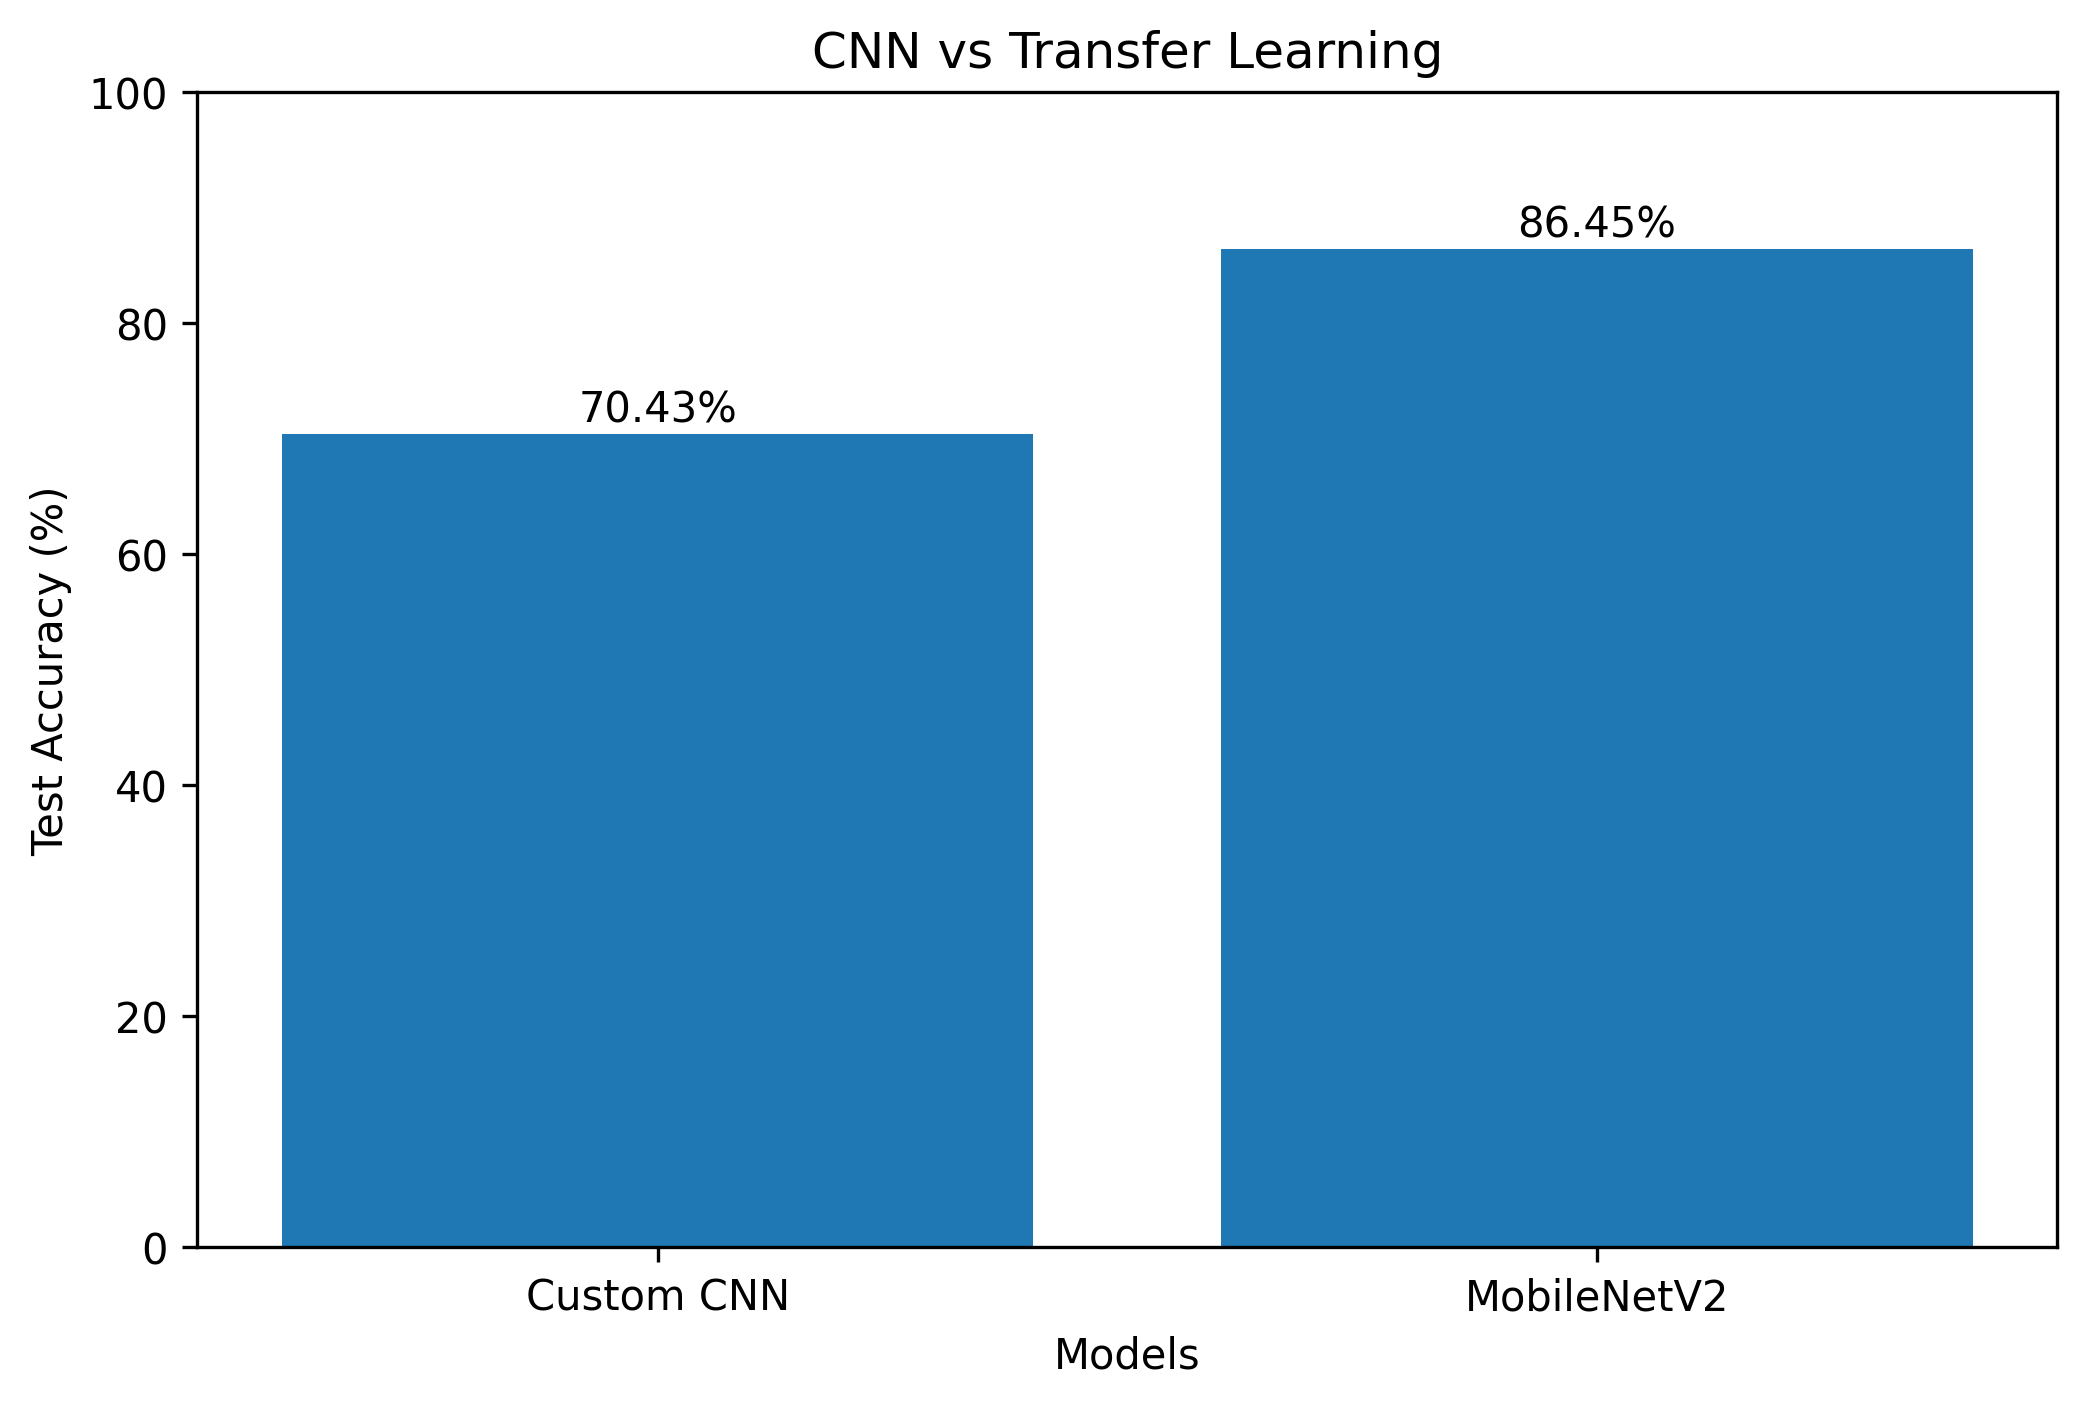 CNN vs Transfer Learning
100
80
60
40
20
0
Test Accuracy (%)
70.43%
86.45%
Custom CNN
MobileNetV2
Models